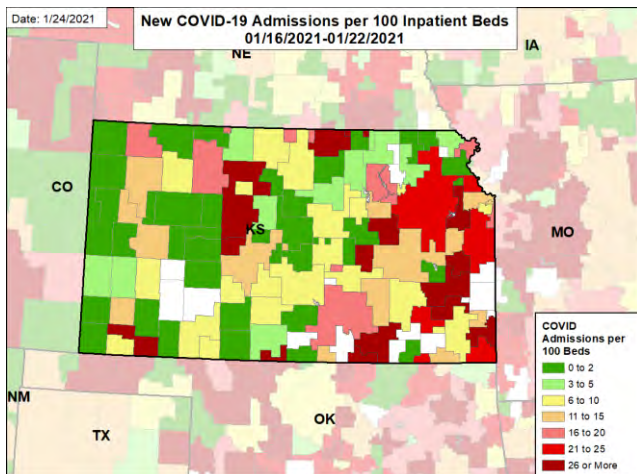 Date: 1/24/2021
New COVID-19 Admissions per 100 Inpatient Beds
01/16/2021-01/22/2021
NE
IA
CO
KS
MO
NM
TX
OK
COVID
Admissions per
100 Beds
0 to 2
3 to 5
6 to 10
11 to 15
16 to 20
21 to 25
26 or More